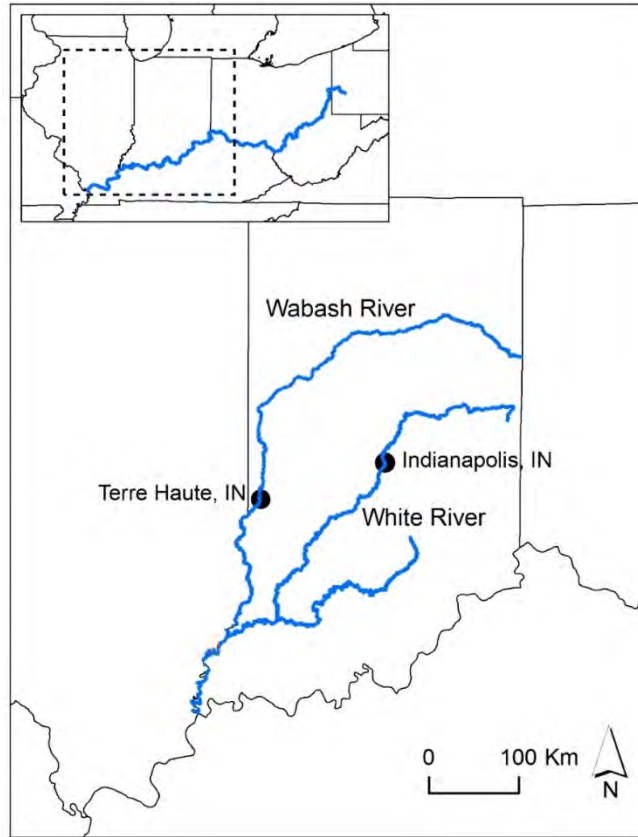 Wabash River
Indianapolis, IN
Terre Haute, IN
White River
0 100 Km
N